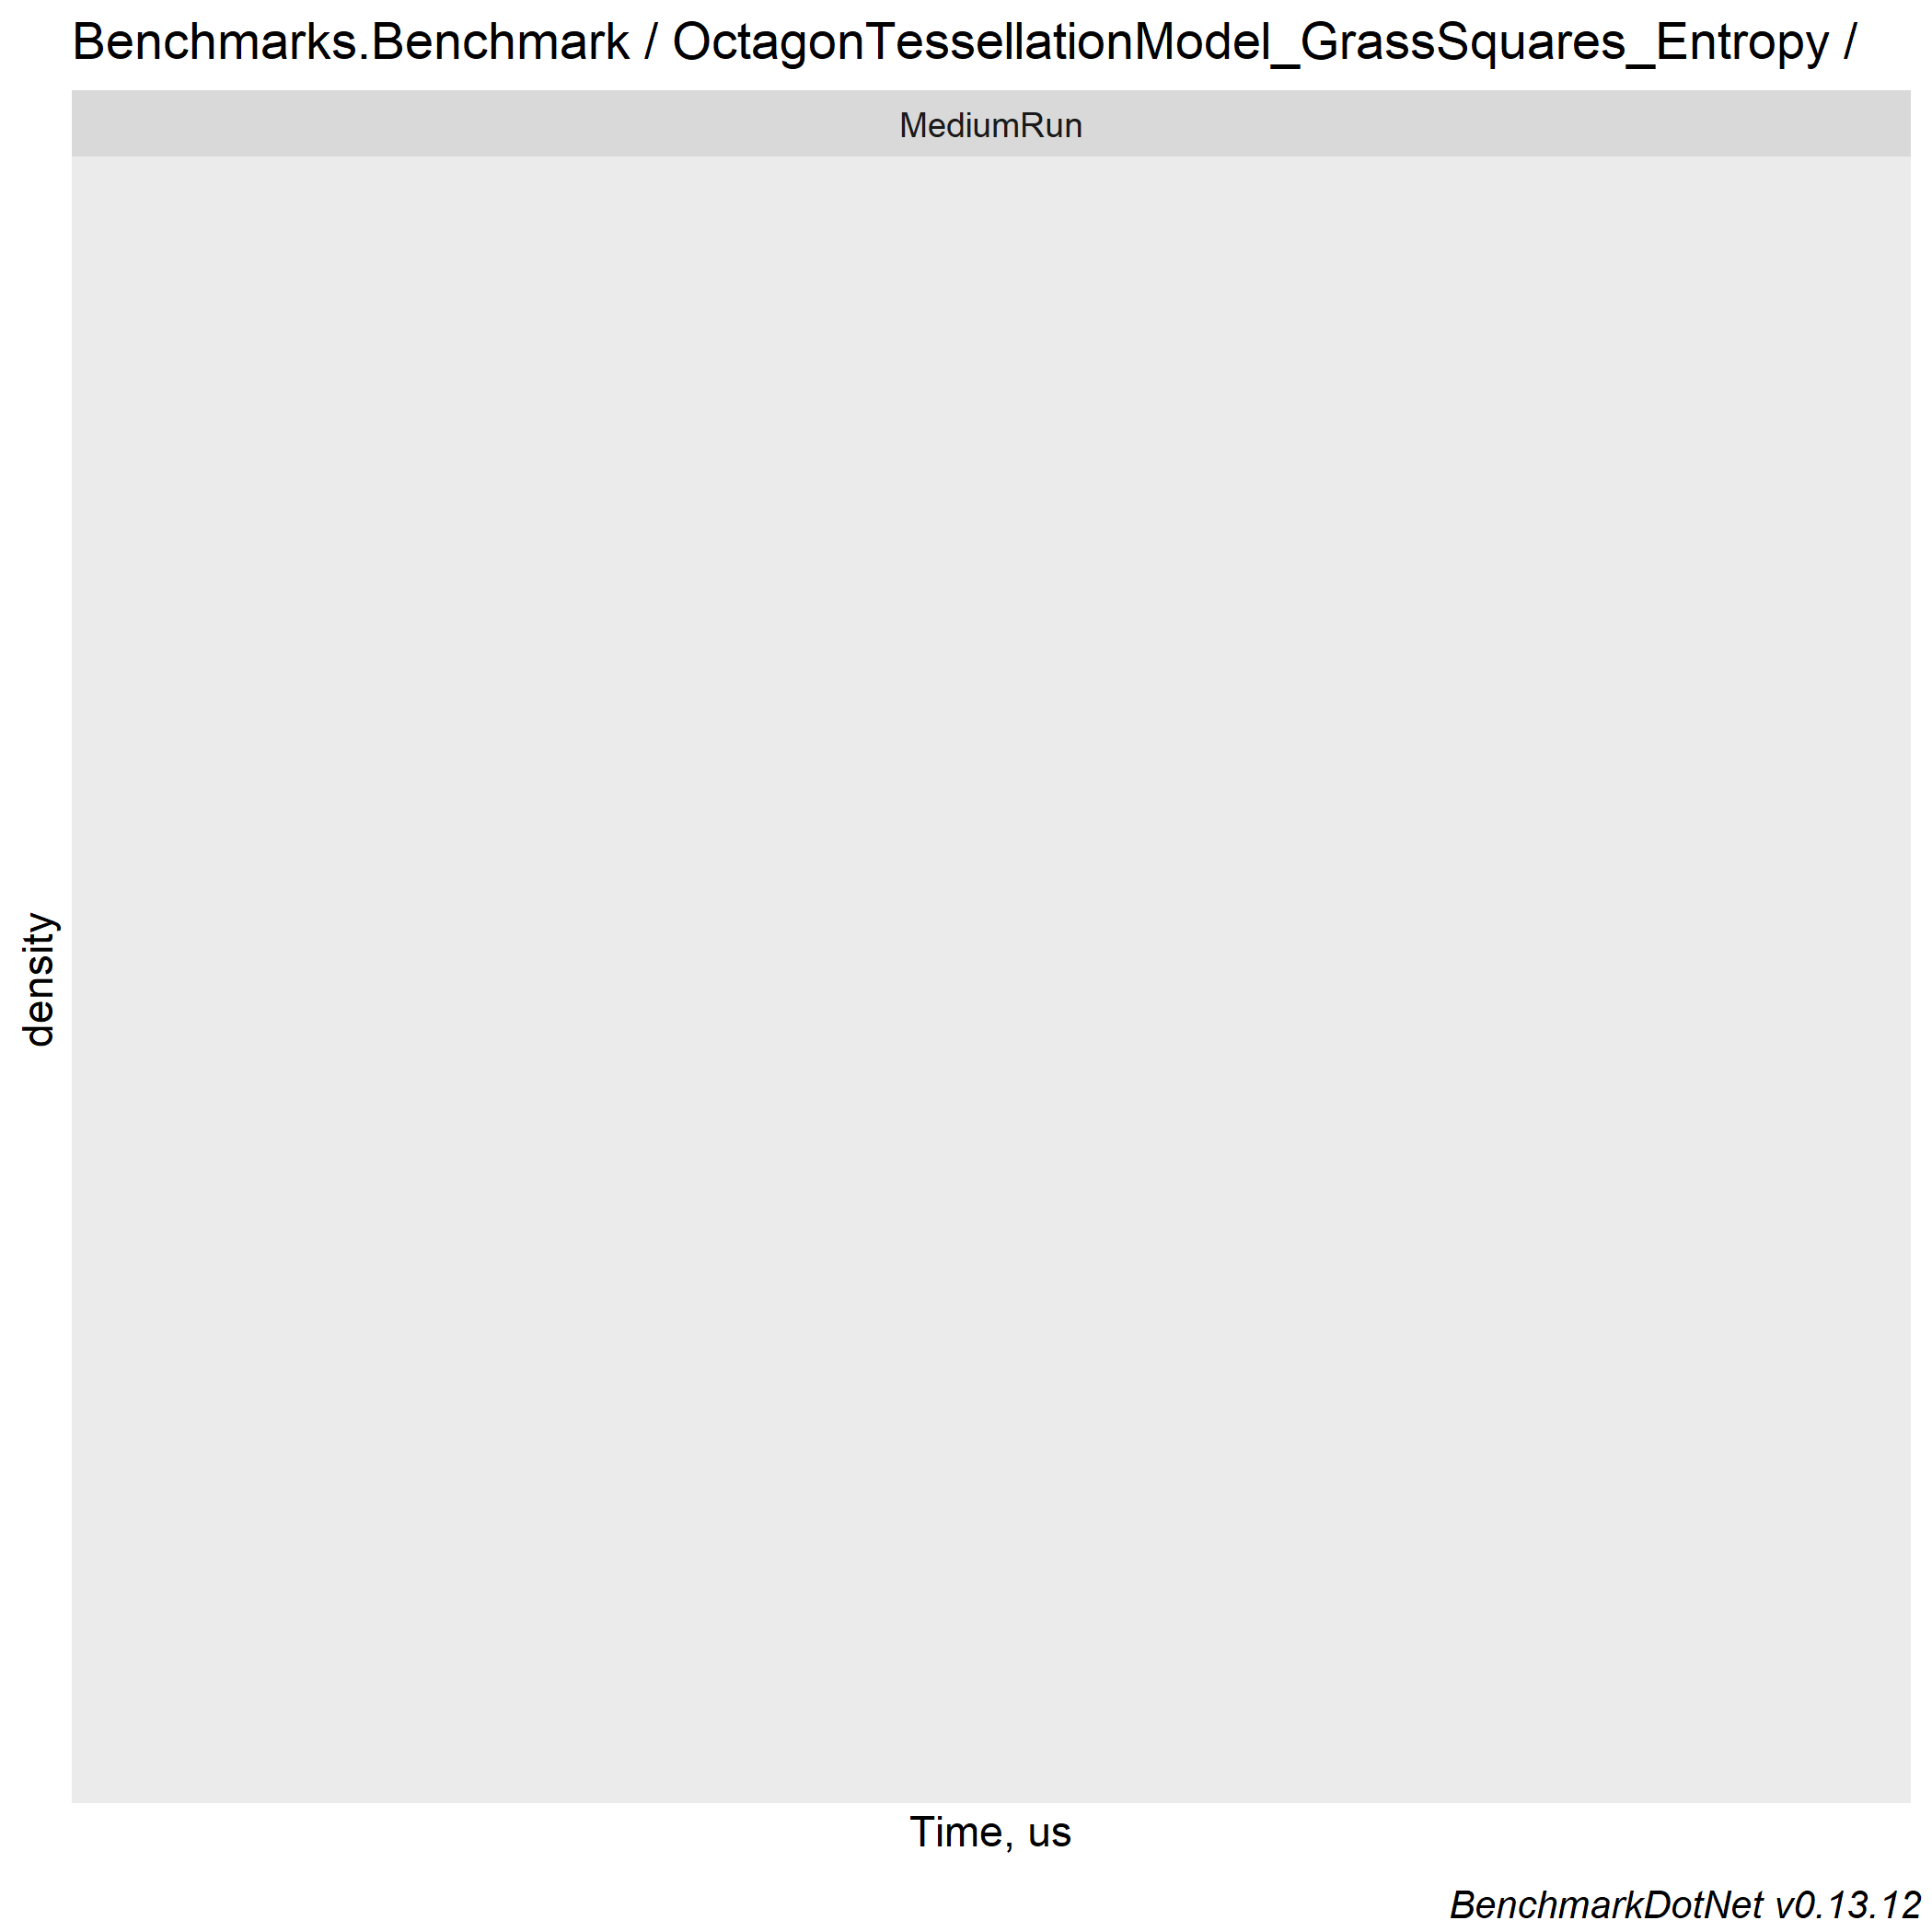 Benchmarks.Benchmark / OctagonTessellationModel_GrassSquares_Entropy /
MediumRun
density
Time, us
BenchmarkDotNet v0.13.12